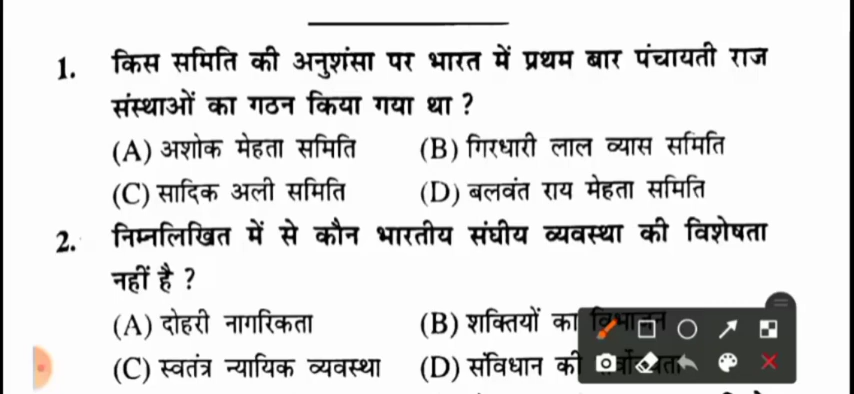 1. किस समिति की अनुशंसा पर भारत में प्रथम बार पंचायती राज
संस्थाओं का गठन किया गया था ?
(A) अशोक मेहता समिति (B) गिरधारी लाल व्यास समिति
(C) सादिक अली समिति (D) बलवंत राय मेहता समिति
2. निम्नलिखित में से कौन भारतीय संघीय व्यवस्था की विशेषता
नहीं है ?
(A) दोहरी नागरिकता (B) शक्तियों का विभाजन
(C) स्वतंत्र न्यायिक व्यवस्था (D) संविधान की